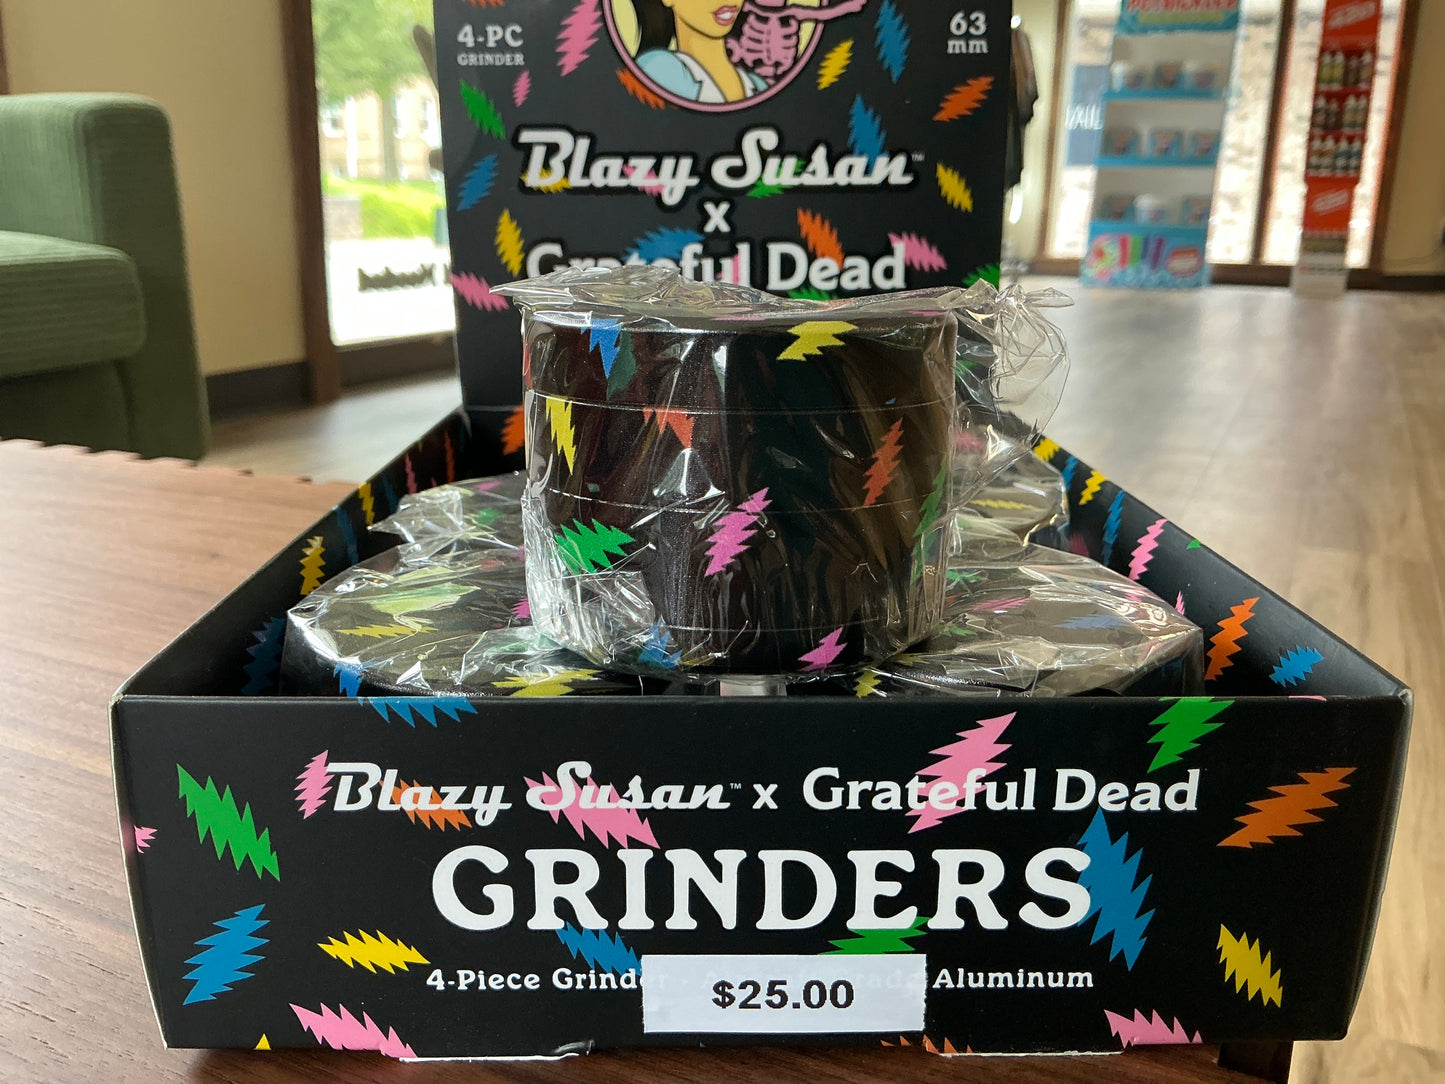 4-PC
GRINDER
63
mm
Blazy Susan™
x
Grateful Dead
Blazy Susan™ x Grateful Dead
GRINDERS
4-Piece Grinder · Aluminum
$25.00